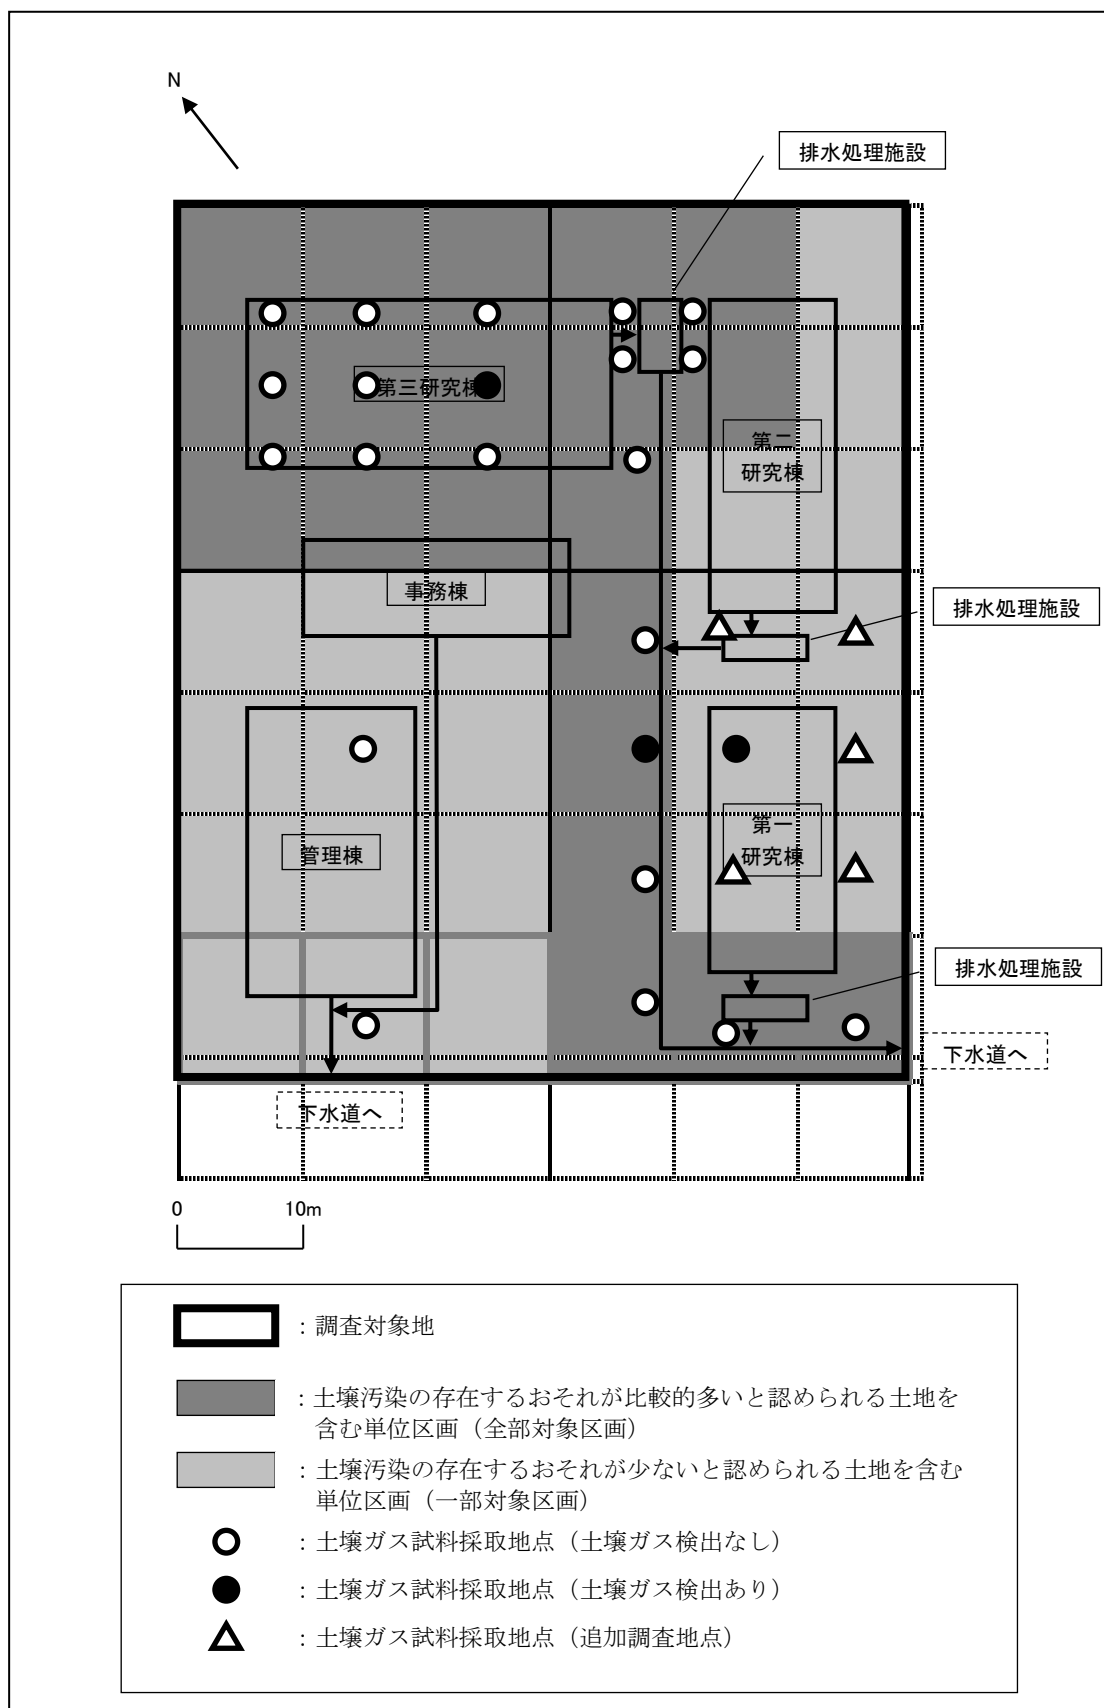 N
排水処理施設
第三研究棟
第二
研究棟
事務棟
排水処理施設
第一
研究棟
管理棟
排水処理施設
下水道へ
下水道へ
0 10m
：調査対象地
：土壌汚染の存在するおそれが比較的多いと認められる土地を
含む単位区画（全部対象区画）
：土壌汚染の存在するおそれが少ないと認められる土地を含む
単位区画（一部対象区画）
：土壌ガス試料採取地点（土壌ガス検出なし）
：土壌ガス試料採取地点（土壌ガス検出あり）
：土壌ガス試料採取地点（追加調査地点）